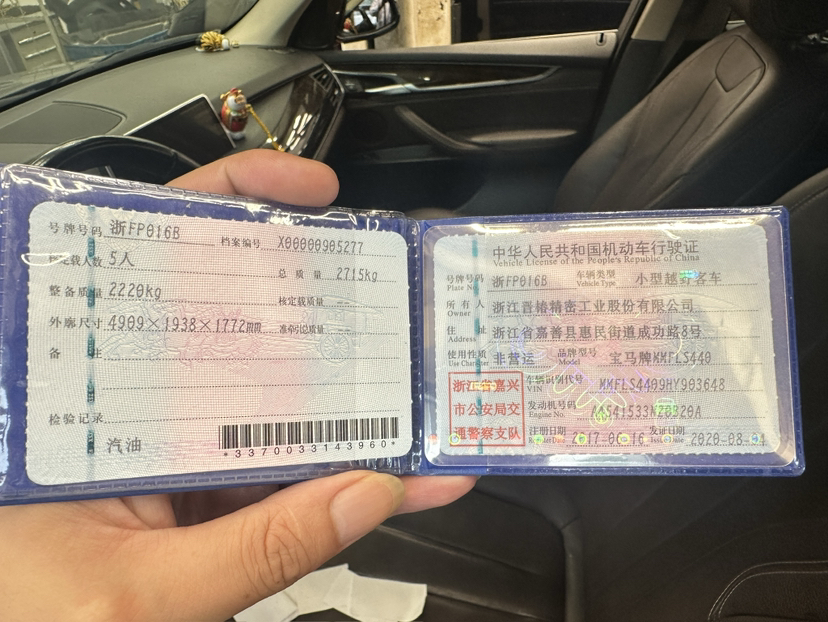 号牌号码 浙FP016B 档案编号 X00000905277
核定载人数 5人 总质量 2715kg
整备质量 2220kg 核定载质量 --
外廓尺寸 4909×1938×1772mm 准牵引总质量 --
备注
检验记录
汽油
*3370033143960*
中华人民共和国机动车行驶证
Vehicle License of the People's Republic of China
号牌号码 浙FP016B 车辆类型 小型越野客车
Plate No. Vehicle Type
所有人 浙江晋椿精密工业股份有限公司
Owner
住址 浙江省嘉善县惠民街道成功路8号
Address
使用性质 非营运 品牌型号 宝马牌WMFLS440
Use Character Model
浙江省嘉兴
市公安局交
通警察支队
车辆识别代号
VIN WMFLS4409HY903648
发动机号码
Engine No.
注册日期 发证日期
Register Date Issue Date 2020-08-